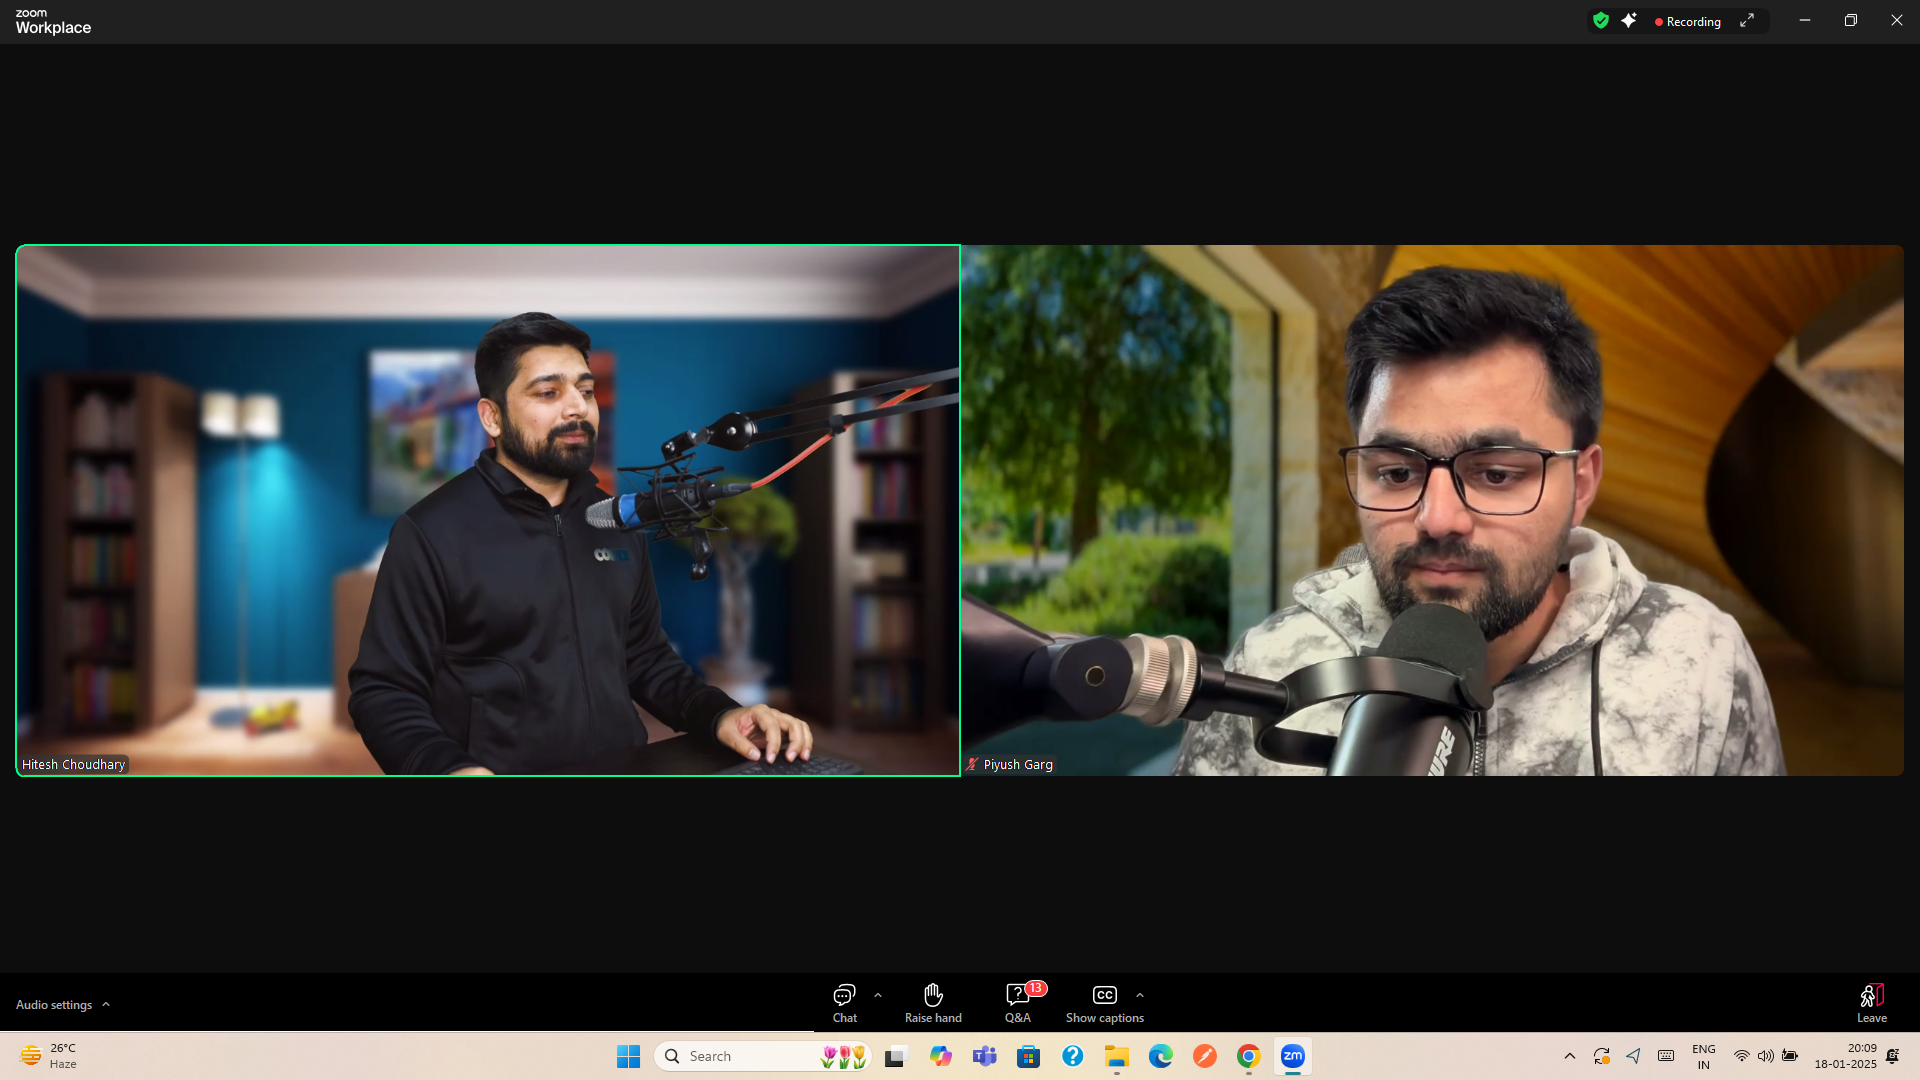 zoom
Workplace
Recording
Hitesh Choudhary
Piyush Garg
Audio settings
Chat
Raise hand
13
Q&A
CC
Show captions
Leave
26°C
Haze
Search
zm
ENG
IN
20:09
18-01-2025